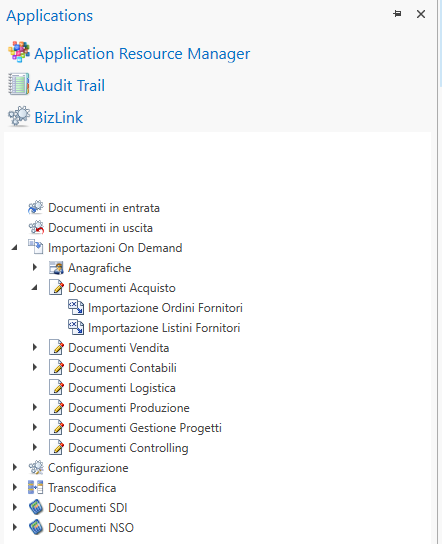 Applications
Application Resource Manager
Audit Trail
BizLink
Documenti in entrata
Documenti in uscita
Importazioni On Demand
Anagrafiche
Documenti Acquisto
Importazione Ordini Fornitori
Importazione Listini Fornitori
Documenti Vendita
Documenti Contabili
Documenti Logistica
Documenti Produzione
Documenti Gestione Progetti
Documenti Controlling
Configurazione
Transcodifica
Documenti SDI
Documenti NSO